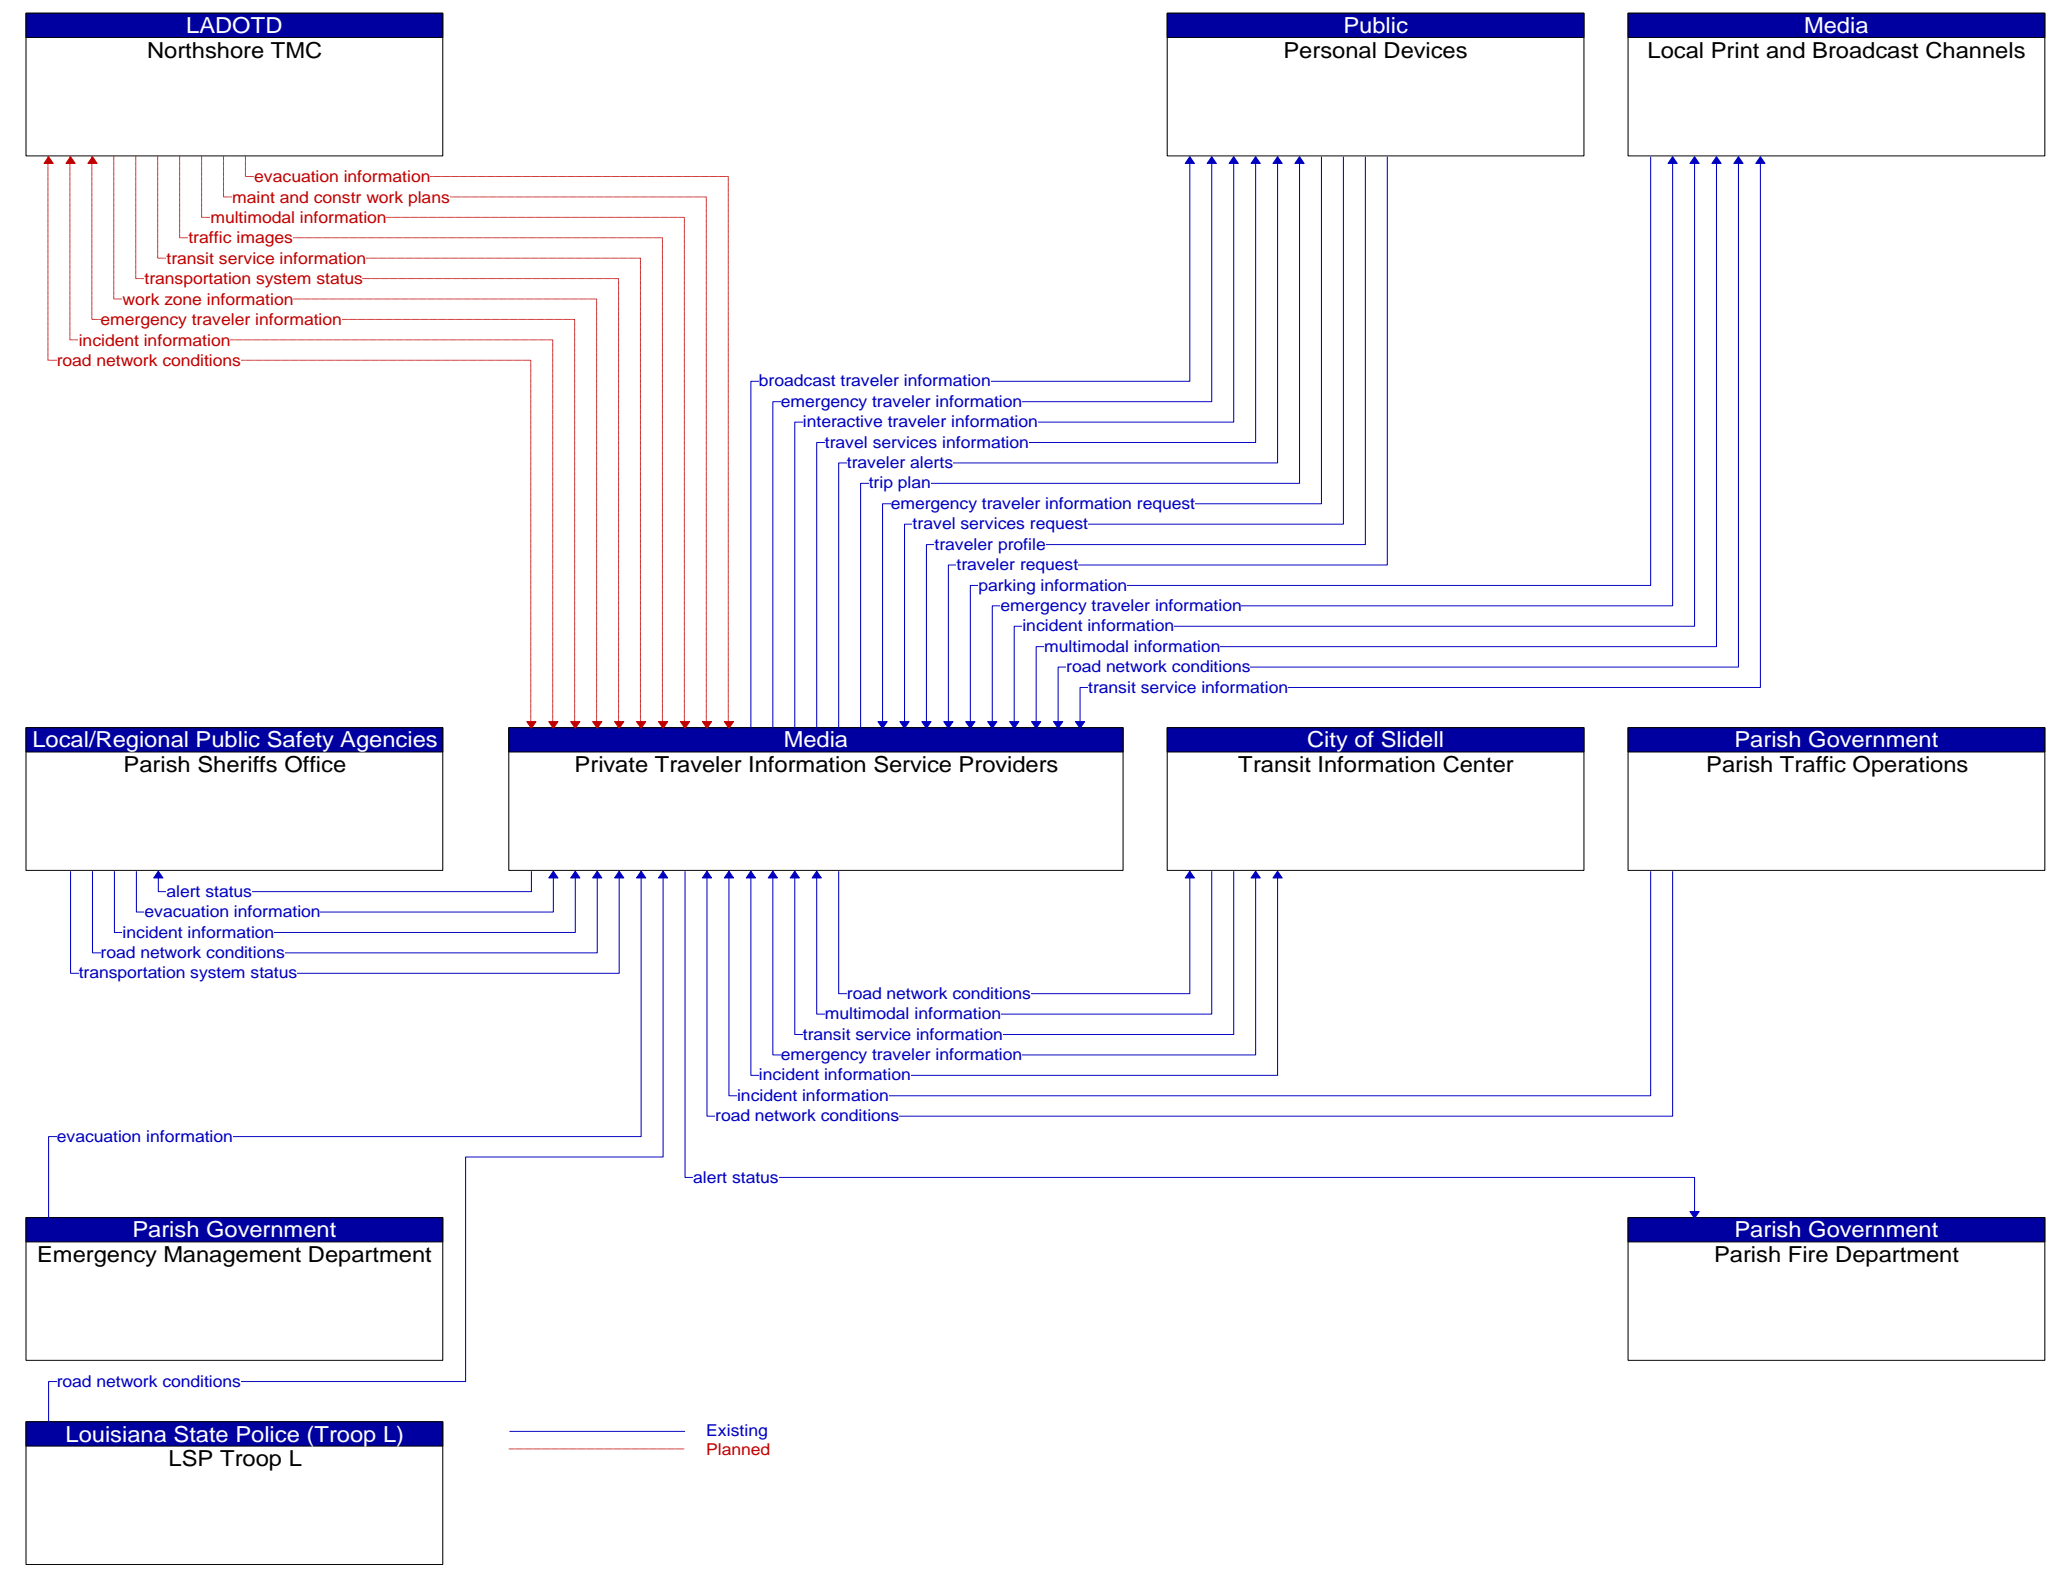 LADOTD
Northshore TMC
Public
Personal Devices
Media
Local Print and Broadcast Channels
evacuation information
maint and constr work plans
multimodal information
traffic images
transit service information
transportation system status
work zone information
emergency traveler information
incident information
road network conditions
broadcast traveler information
emergency traveler information
interactive traveler information
travel services information
traveler alerts
trip plan
emergency traveler information request
travel services request
traveler profile
traveler request
parking information
emergency traveler information
incident information
multimodal information
road network conditions
transit service information
Local/Regional Public Safety Agencies
Parish Sheriffs Office
Media
Private Traveler Information Service Providers
City of Slidell
Transit Information Center
Parish Government
Parish Traffic Operations
alert status
evacuation information
incident information
road network conditions
transportation system status
road network conditions
multimodal information
transit service information
emergency traveler information
incident information
incident information
road network conditions
evacuation information
alert status
Parish Government
Emergency Management Department
Parish Government
Parish Fire Department
road network conditions
Louisiana State Police (Troop L)
LSP Troop L
Existing
Planned